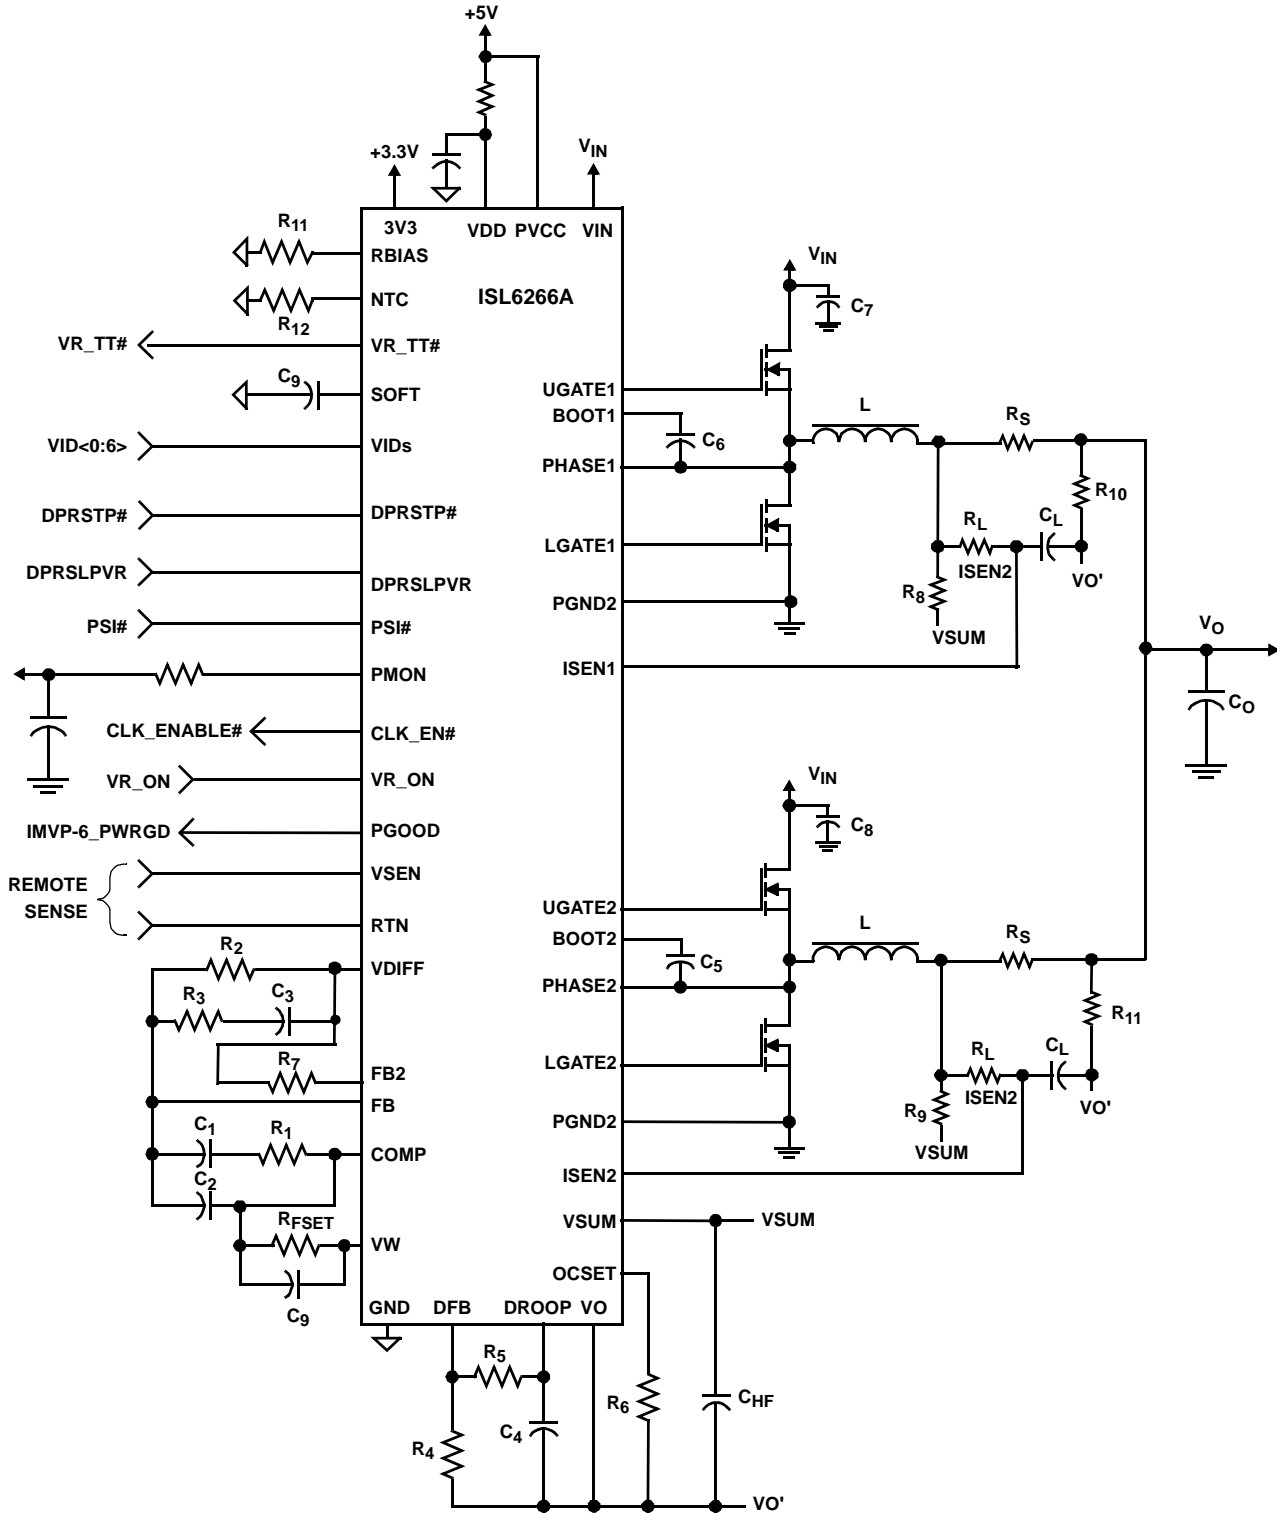 +5V
+3.3V
VIN
3V3 VDD PVCC VIN
ISL6266A
R11
RBIAS
NTC
R12
VR_TT# VR_TT#
C9
SOFT
VID<0:6> VIDs
DPRSTP# DPRSTP#
DPRSLPVR DPRSLPVR
PSI# PSI#
PMON
CLK_ENABLE# CLK_EN#
VR_ON VR_ON
IMVP-6_PWRGD PGOOD
REMOTE SENSE
VSEN
RTN
R2
VDIFF
R3 C3
R7
FB2
FB
C1 R1
COMP
C2
RFSET
VW
C9
GND DFB DROOP VO
R5
R4
C4
R6
CHF
VO'
UGATE1
BOOT1
C6
PHASE1
LGATE1
PGND2
ISEN1
VIN
C7
L
RS
R10
RL CL
ISEN2
VO'
R8
VSUM
VO
CO
VIN
C8
UGATE2
BOOT2
C5
PHASE2
LGATE2
PGND2
ISEN2
L
RS
R11
RL CL
ISEN2
VO'
R9
VSUM
VSUM VSUM
OCSET